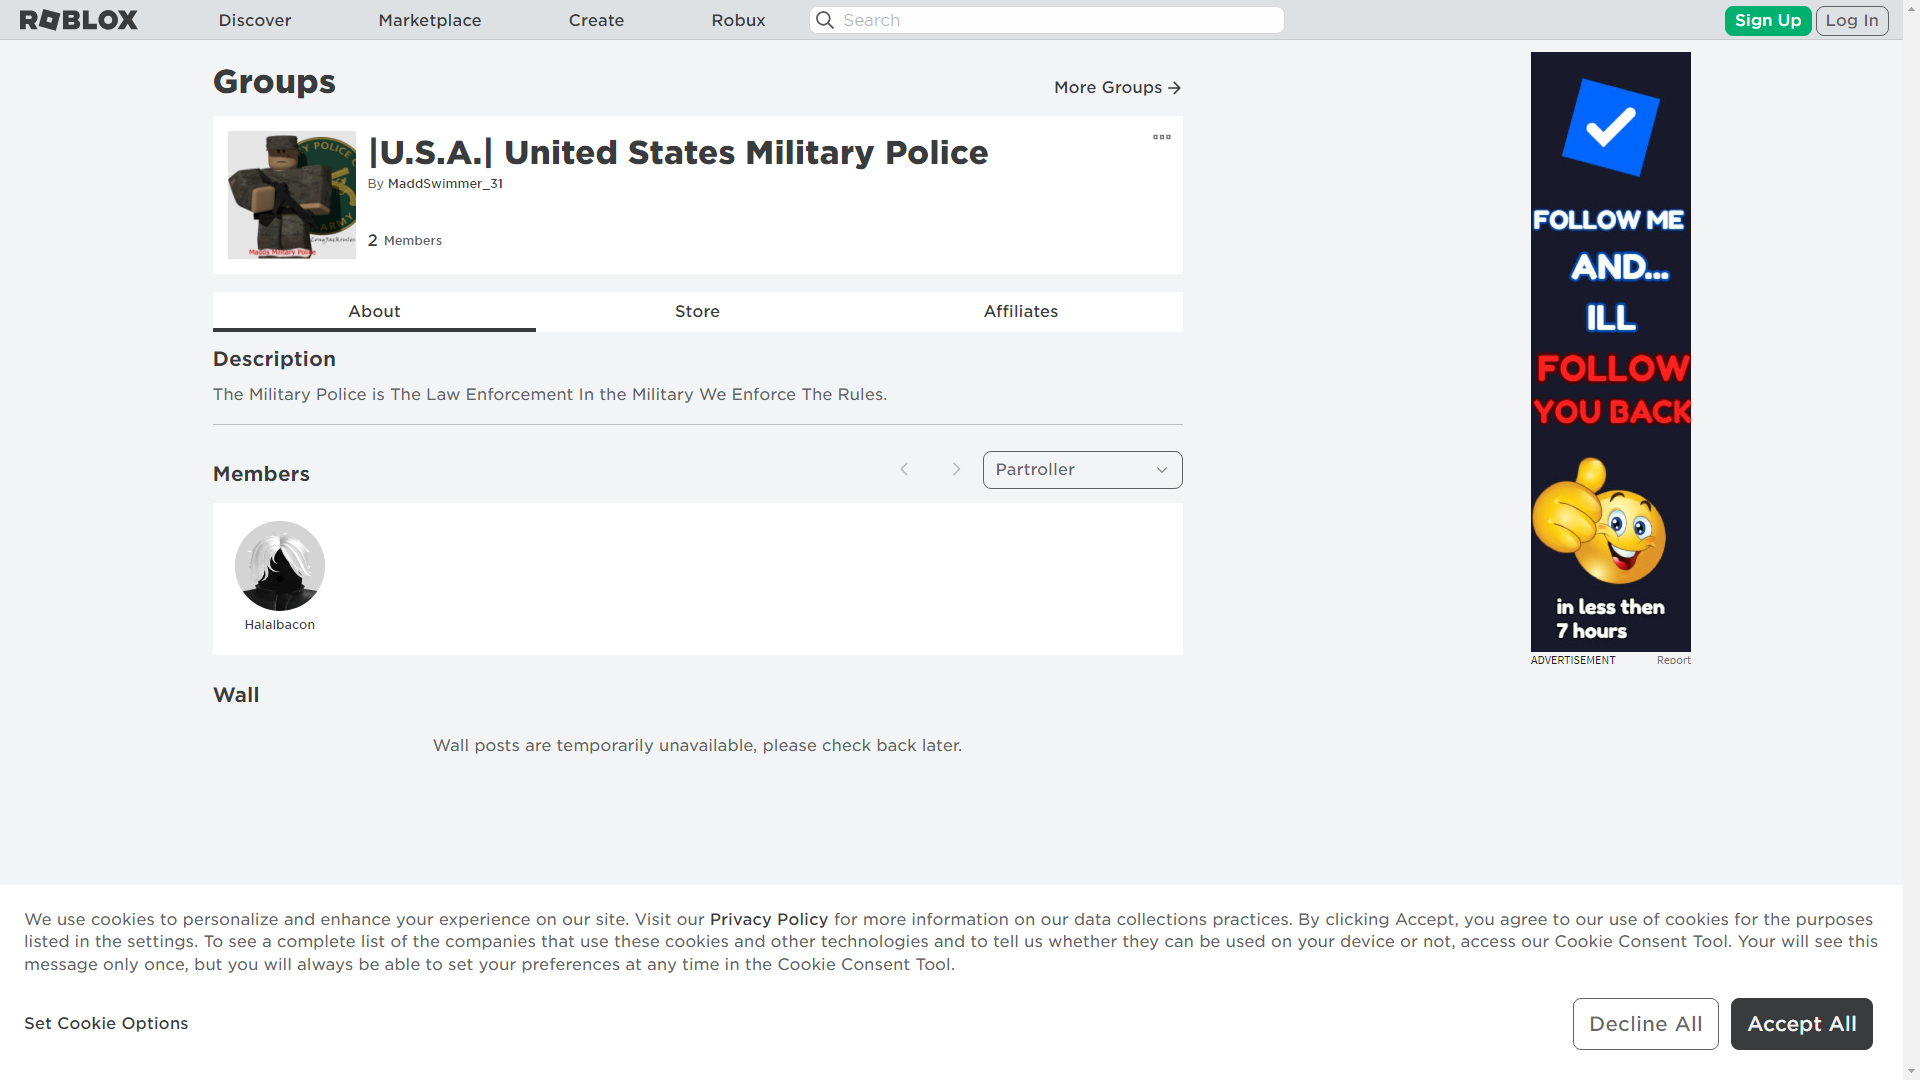 ROBLOX
Discover
Marketplace
Create
Robux
Search
Sign Up
Log In
Groups
More Groups
|U.S.A.| United States Military Police
By MaddSwimmer_31
2 Members
Y POLICE C
ARMY
LongJackrules
Madds Military Police
About
Store
Affiliates
Description
The Military Police is The Law Enforcement In the Military We Enforce The Rules.
Members
Partroller
Halalbacon
Wall
Wall posts are temporarily unavailable, please check back later.
FOLLOW ME
AND...
ILL
FOLLOW
YOU BACK
in less then
7 hours
ADVERTISEMENT
Report
We use cookies to personalize and enhance your experience on our site. Visit our Privacy Policy for more information on our data collections practices. By clicking Accept, you agree to our use of cookies for the purposes
listed in the settings. To see a complete list of the companies that use these cookies and other technologies and to tell us whether they can be used on your device or not, access our Cookie Consent Tool. Your will see this
message only once, but you will always be able to set your preferences at any time in the Cookie Consent Tool.
Set Cookie Options
Decline All
Accept All